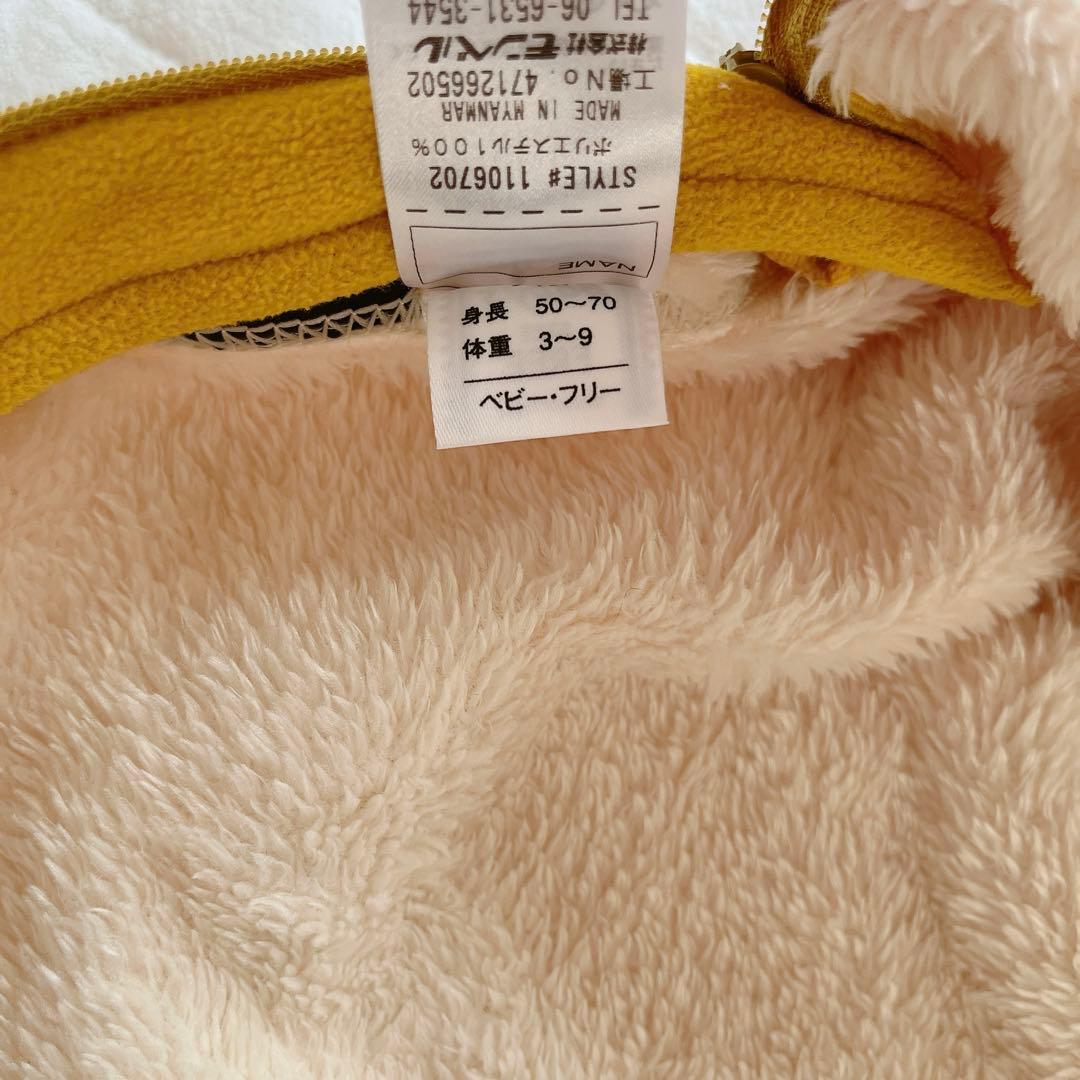 STYLE# 1106702
ポリエステル100%
MADE IN MYANMAR
工場No. 471266502
株式会社 モンベル
TEL 06-6531-3544
NAME
身長 50〜70
体重 3〜9
ベビー・フリー